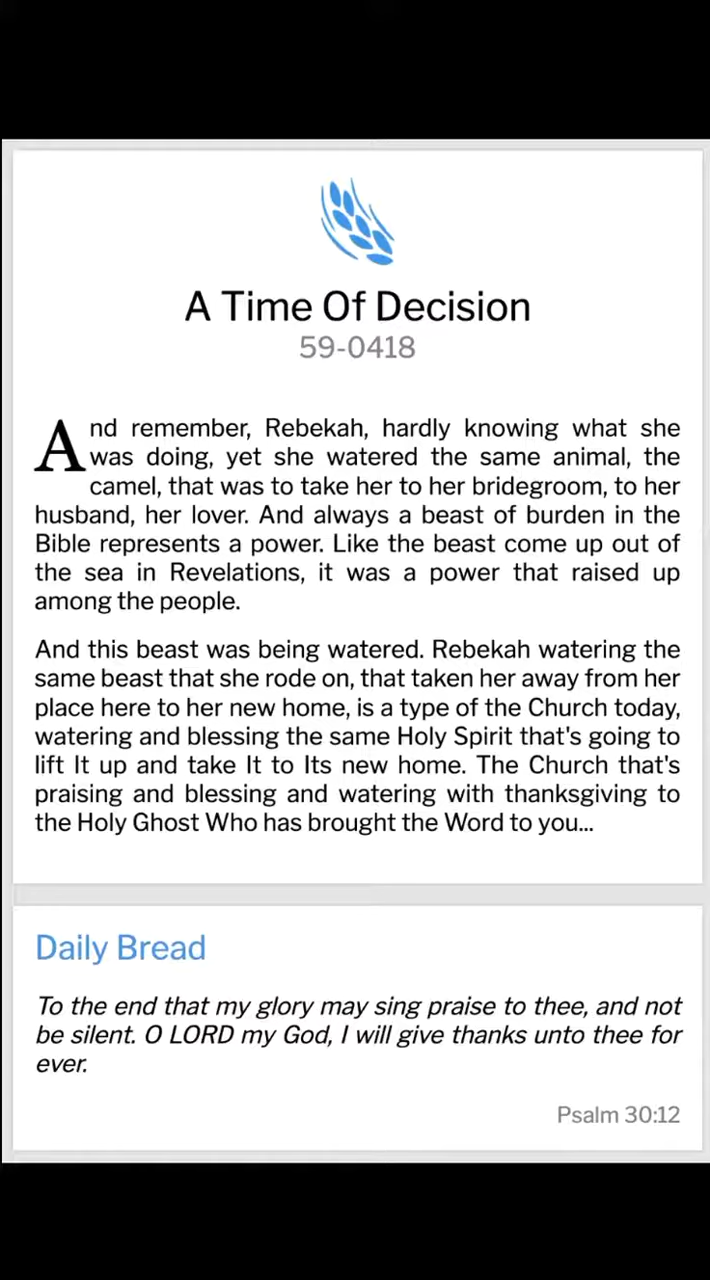 A Time Of Decision
59-0418
And remember, Rebekah, hardly knowing what she
was doing, yet she watered the same animal, the
camel, that was to take her to her bridegroom, to her
husband, her lover. And always a beast of burden in the
Bible represents a power. Like the beast come up out of
the sea in Revelations, it was a power that raised up
among the people.
And this beast was being watered. Rebekah watering the
same beast that she rode on, that taken her away from her
place here to her new home, is a type of the Church today,
watering and blessing the same Holy Spirit that's going to
lift It up and take It to Its new home. The Church that's
praising and blessing and watering with thanksgiving to
the Holy Ghost Who has brought the Word to you...
Daily Bread
To the end that my glory may sing praise to thee, and not
be silent. O LORD my God, I will give thanks unto thee for
ever.
Psalm 30:12